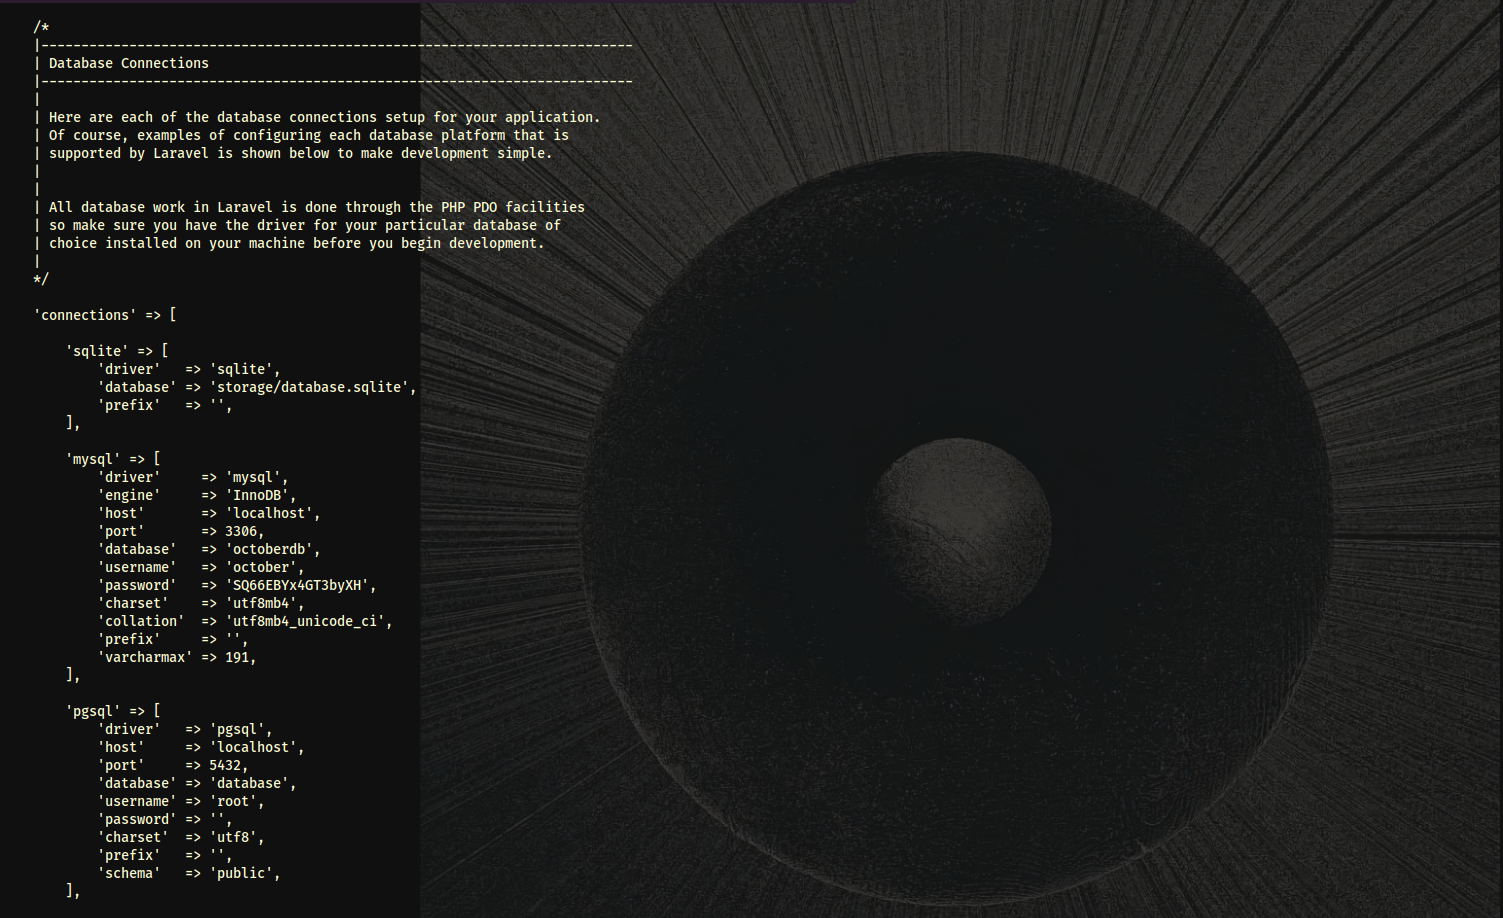 /*
|--------------------------------------------------------------------------
| Database Connections
|--------------------------------------------------------------------------
|
| Here are each of the database connections setup for your application.
| Of course, examples of configuring each database platform that is
| supported by Laravel is shown below to make development simple.
|
|
| All database work in Laravel is done through the PHP PDO facilities
| so make sure you have the driver for your particular database of
| choice installed on your machine before you begin development.
|
*/

'connections' => [

    'sqlite' => [
        'driver'   => 'sqlite',
        'database' => 'storage/database.sqlite',
        'prefix'   => '',
    ],

    'mysql' => [
        'driver'     => 'mysql',
        'engine'     => 'InnoDB',
        'host'       => 'localhost',
        'port'       => 3306,
        'database'   => 'octoberdb',
        'username'   => 'october',
        'password'   => 'SQ66EBYx4GT3byXH',
        'charset'    => 'utf8mb4',
        'collation'  => 'utf8mb4_unicode_ci',
        'prefix'     => '',
        'varcharmax' => 191,
    ],

    'pgsql' => [
        'driver'   => 'pgsql',
        'host'     => 'localhost',
        'port'     => 5432,
        'database' => 'database',
        'username' => 'root',
        'password' => '',
        'charset'  => 'utf8',
        'prefix'   => '',
        'schema'   => 'public',
    ],